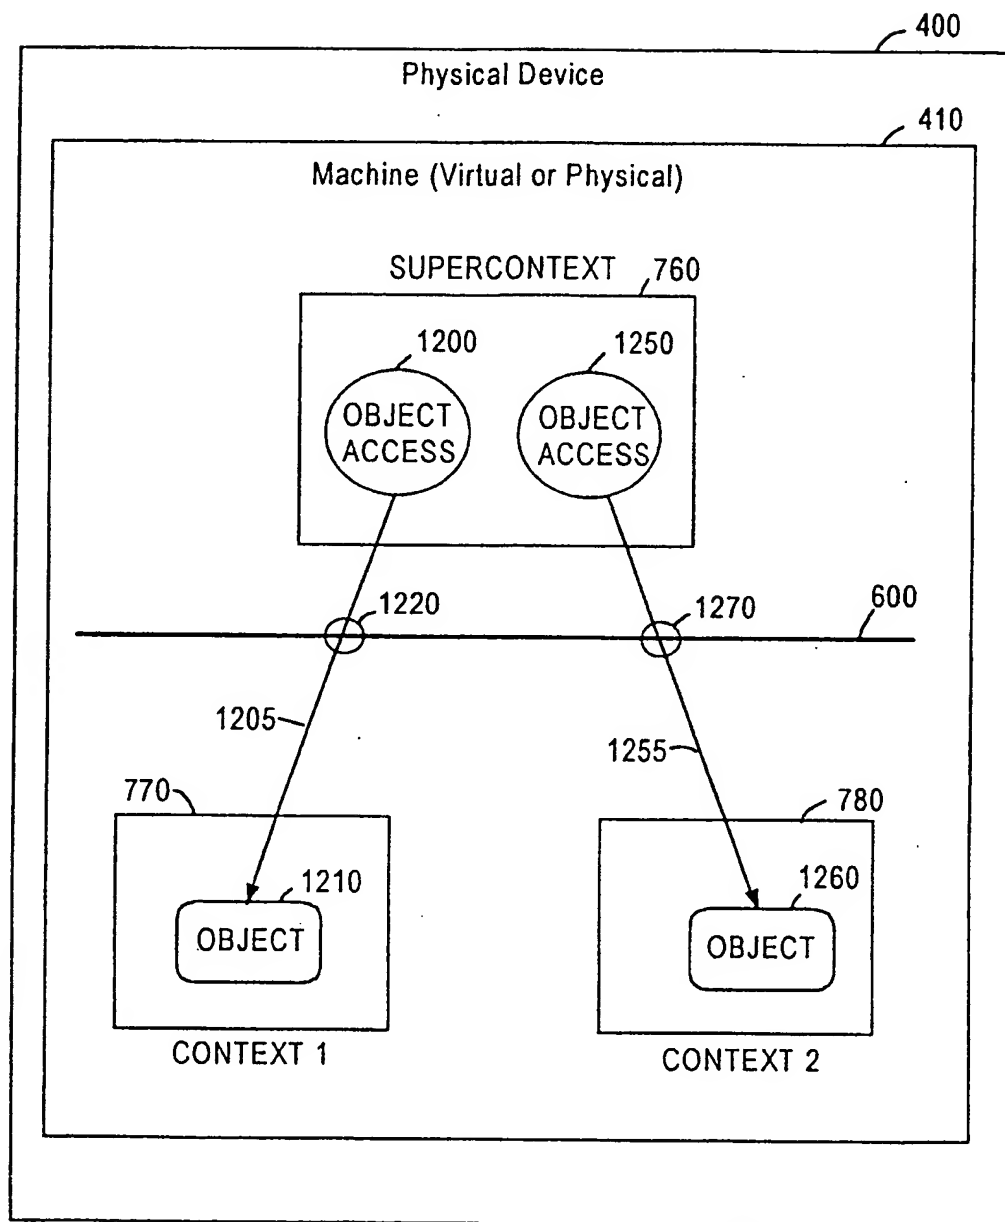 400
Physical Device
410
Machine (Virtual or Physical)
SUPERCONTEXT
760
1200
1250
OBJECT
ACCESS
OBJECT
ACCESS
1220
1270
600
1205
1255
770
780
1210
1260
OBJECT
OBJECT
CONTEXT 1
CONTEXT 2